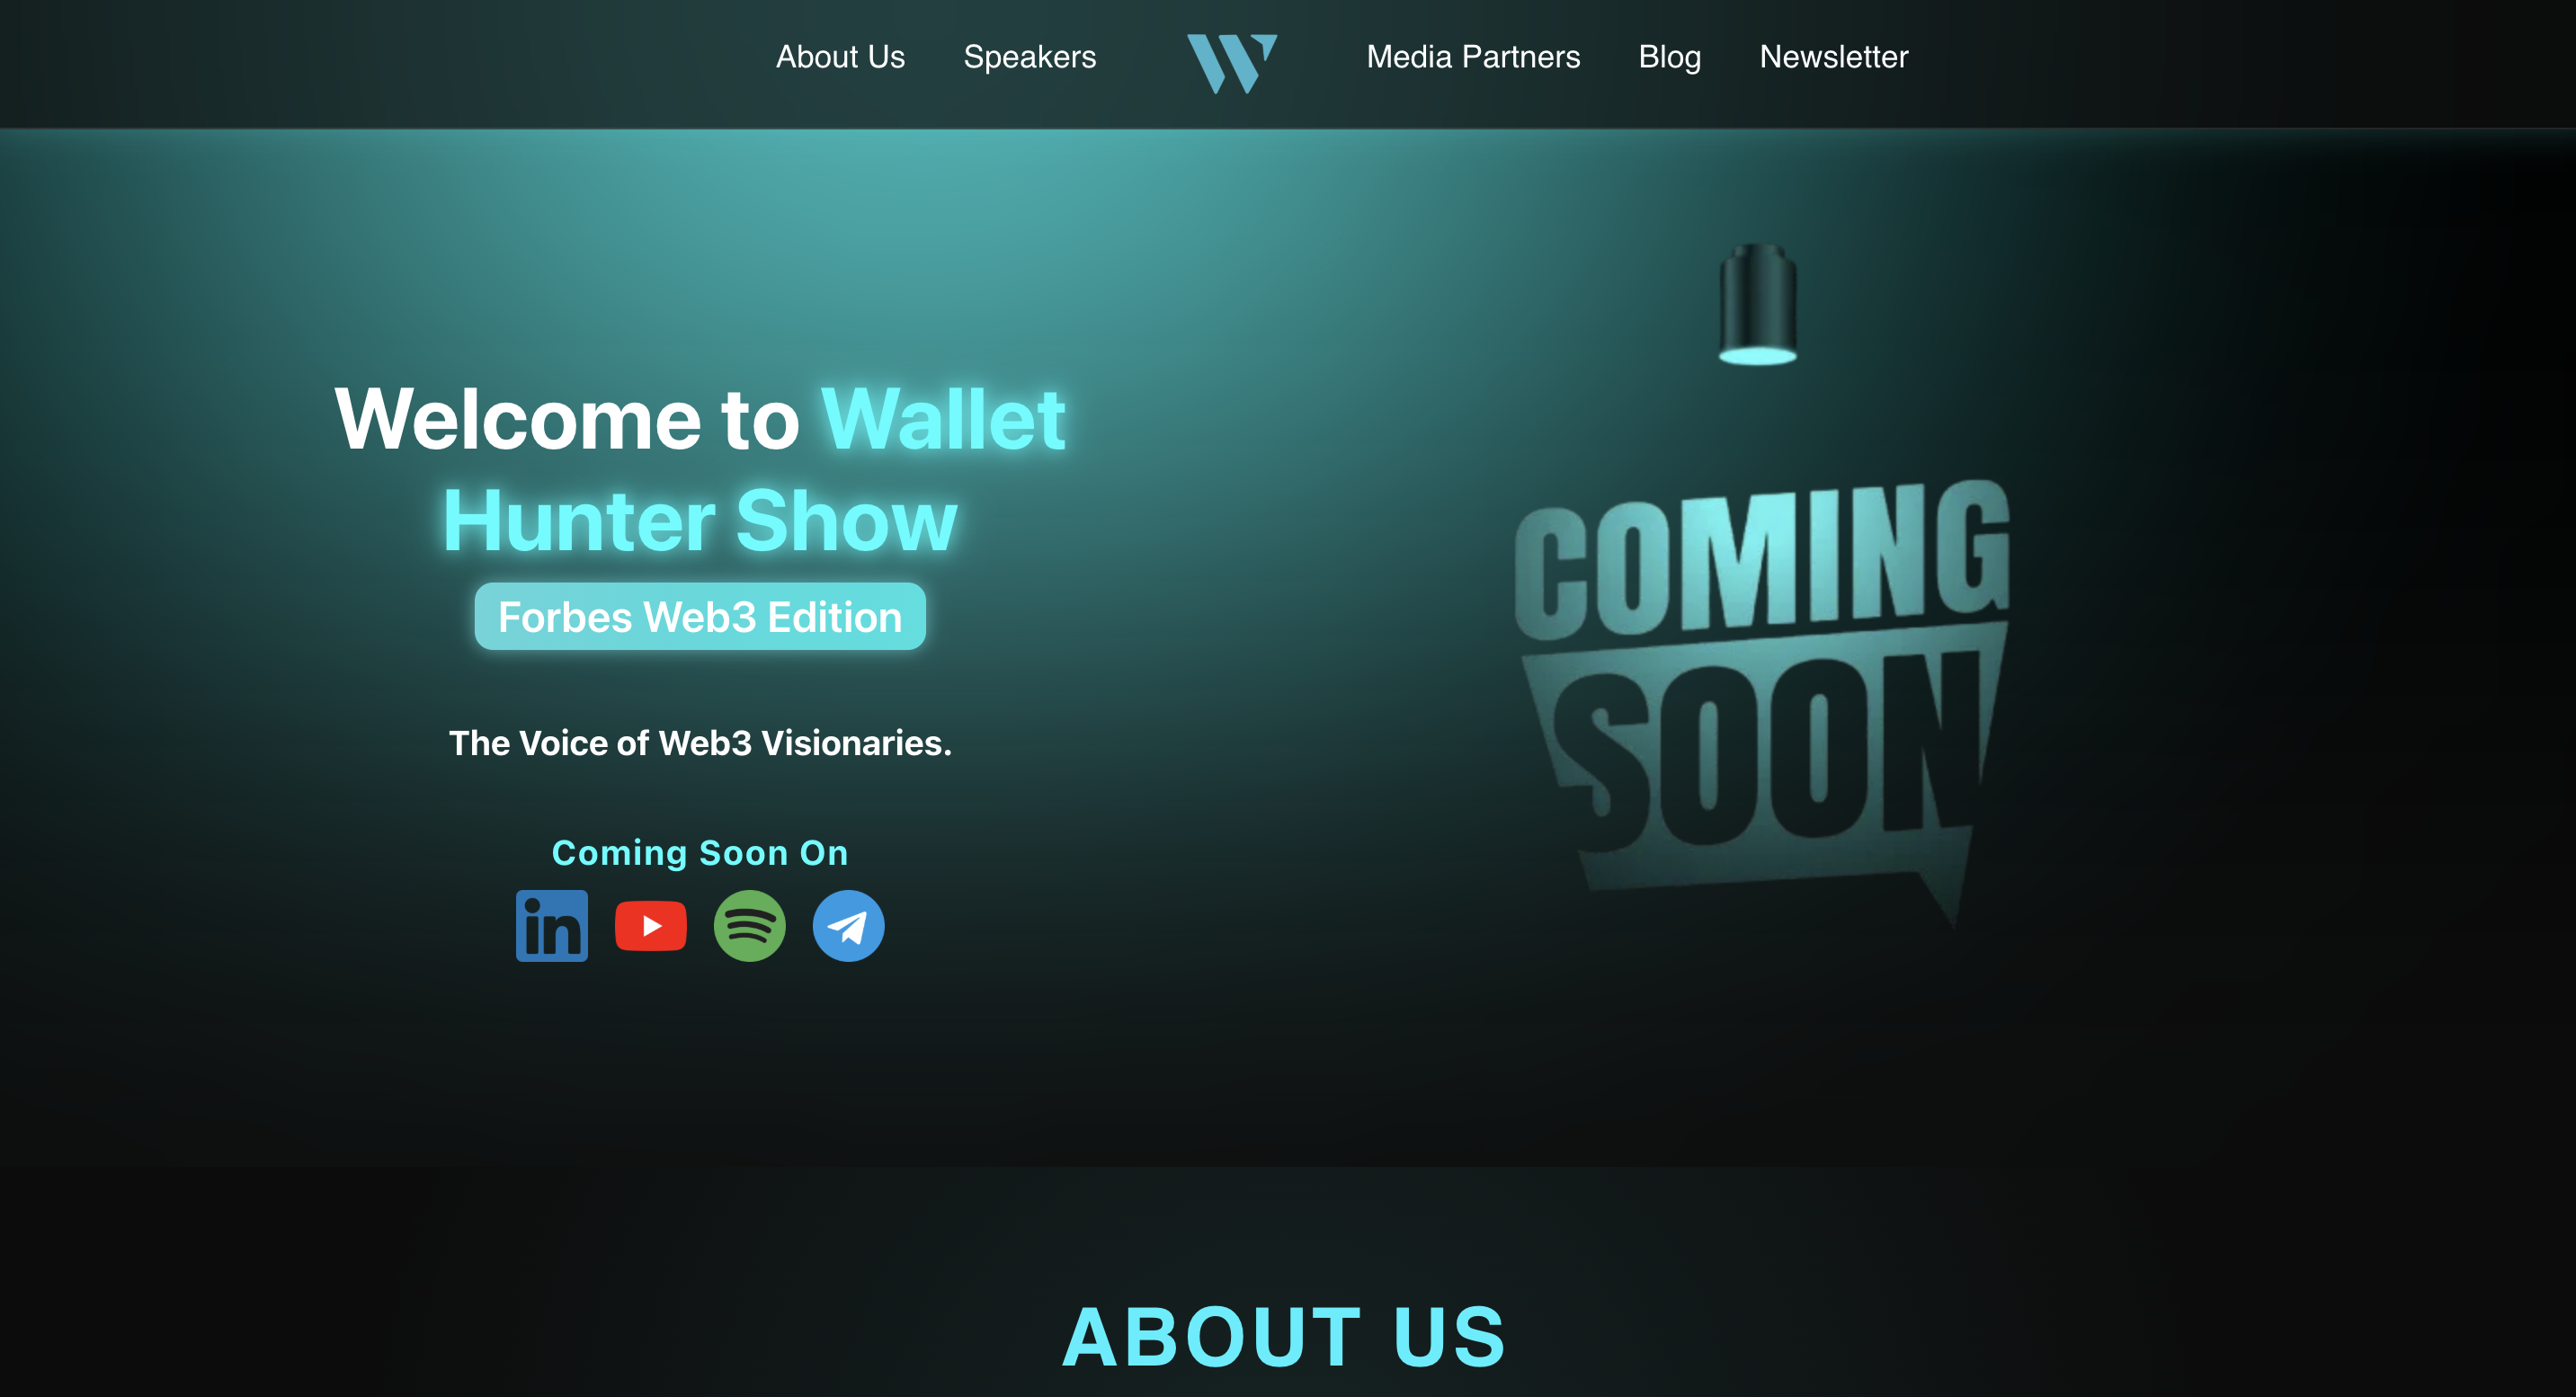 About Us Speakers Media Partners Blog Newsletter
Welcome to Wallet
Hunter Show
Forbes Web3 Edition
The Voice of Web3 Visionaries.
Coming Soon On
in
COMING
SOON
ABOUT US